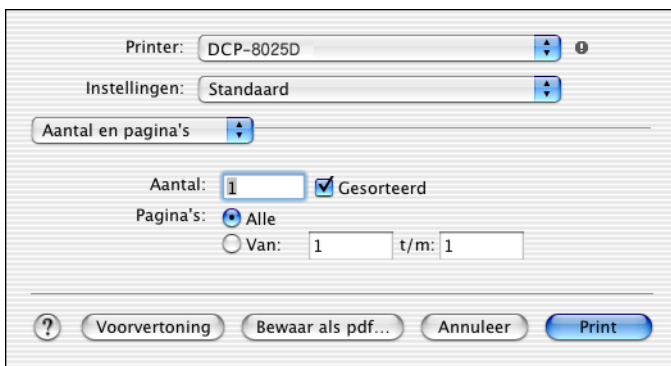 Printer: DCP-8025D
Instellingen: Standaard
Aantal en pagina's
Aantal: 1 Gesorteerd
Pagina's: Alle
Van: 1 t/m: 1
? Voorvertoning Bewaar als pdf... Annuleer Print